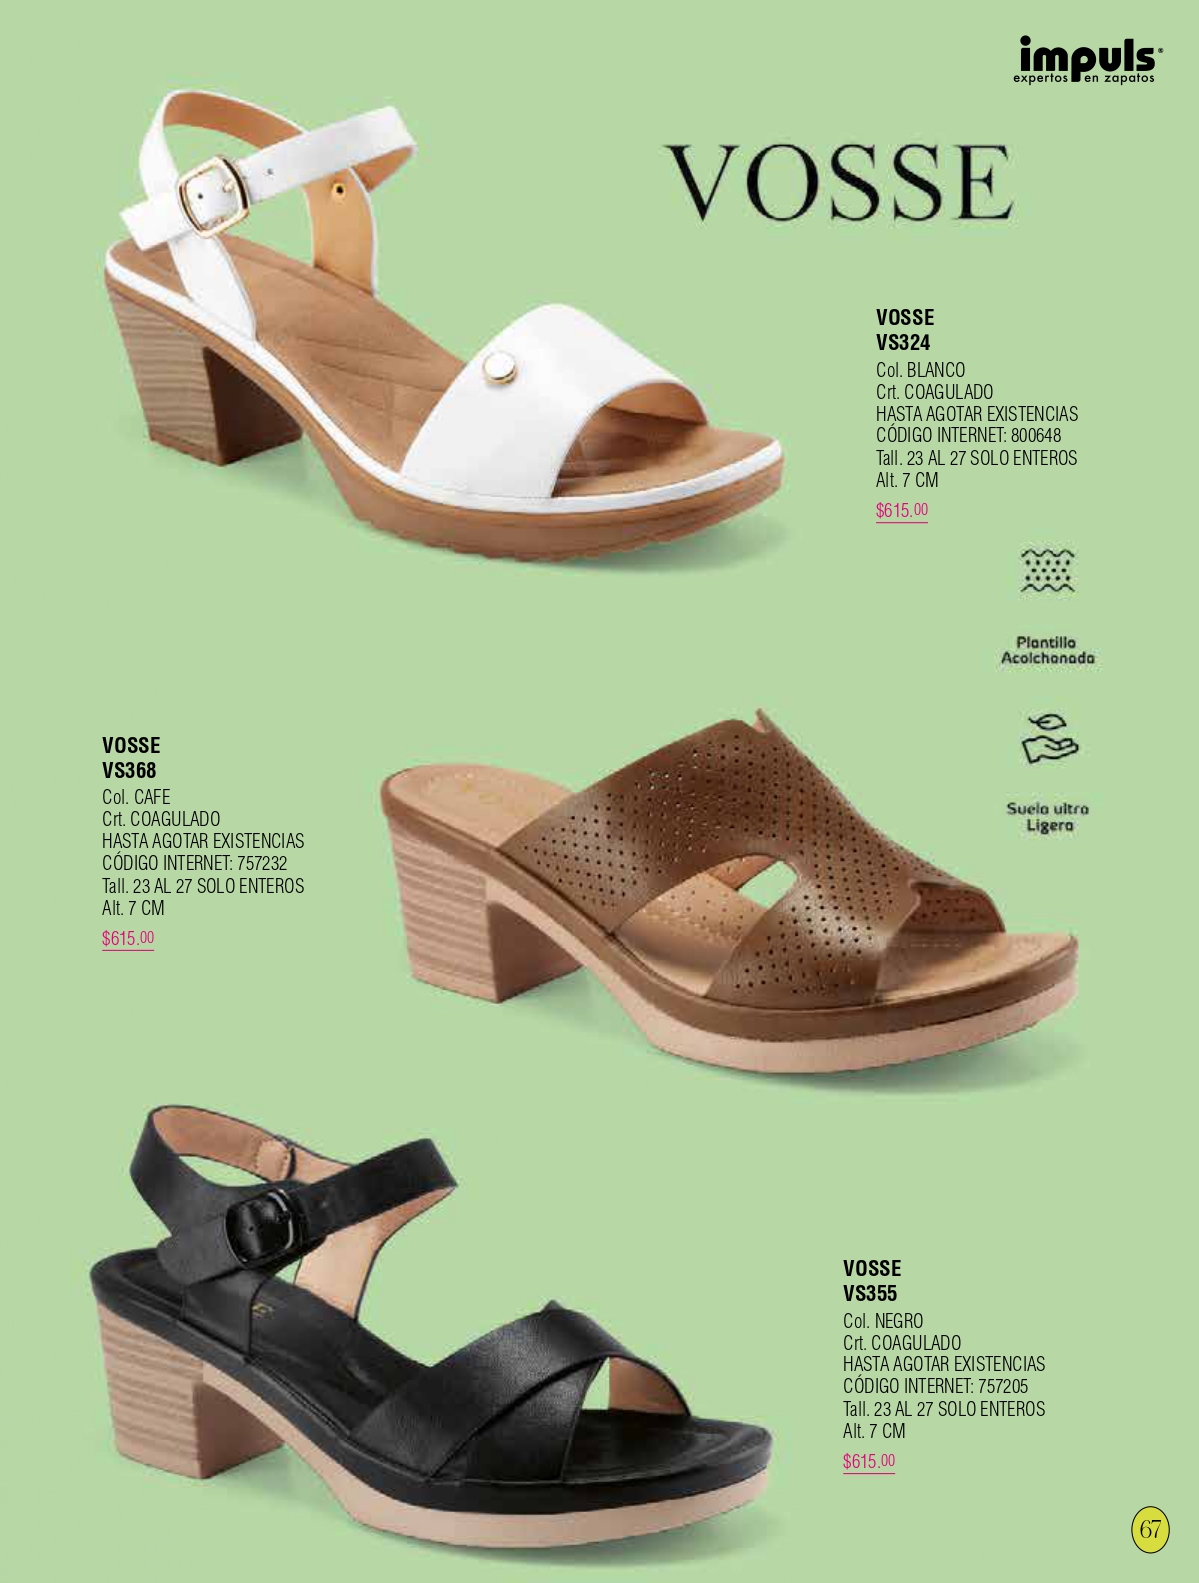 impuls®
expertos en zapatos
VOSSE
VOSSE
VS324
Col. BLANCO
Crt. COAGULADO
HASTA AGOTAR EXISTENCIAS
CÓDIGO INTERNET: 800648
Tall. 23 AL 27 SOLO ENTEROS
Alt. 7 CM
$615.00
Plantilla
Acolchonada
Suela ultra
Ligera
VOSSE
VS368
Col. CAFE
Crt. COAGULADO
HASTA AGOTAR EXISTENCIAS
CÓDIGO INTERNET: 757232
Tall. 23 AL 27 SOLO ENTEROS
Alt. 7 CM
$615.00
VOSSE
VS355
Col. NEGRO
Crt. COAGULADO
HASTA AGOTAR EXISTENCIAS
CÓDIGO INTERNET: 757205
Tall. 23 AL 27 SOLO ENTEROS
Alt. 7 CM
$615.00
67